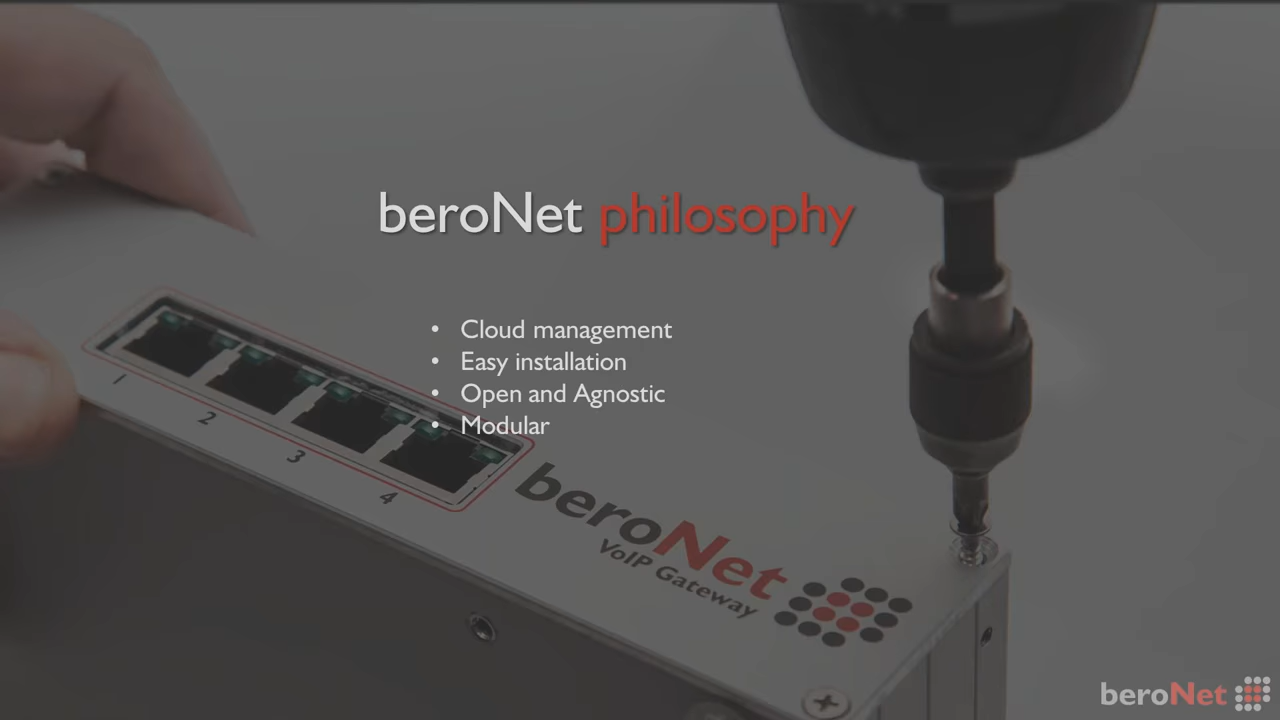 beroNet philosophy
• Cloud management
• Easy installation
• Open and Agnostic
• Modular
1
2
3
4
beroNet
VoIP Gateway
beroNet